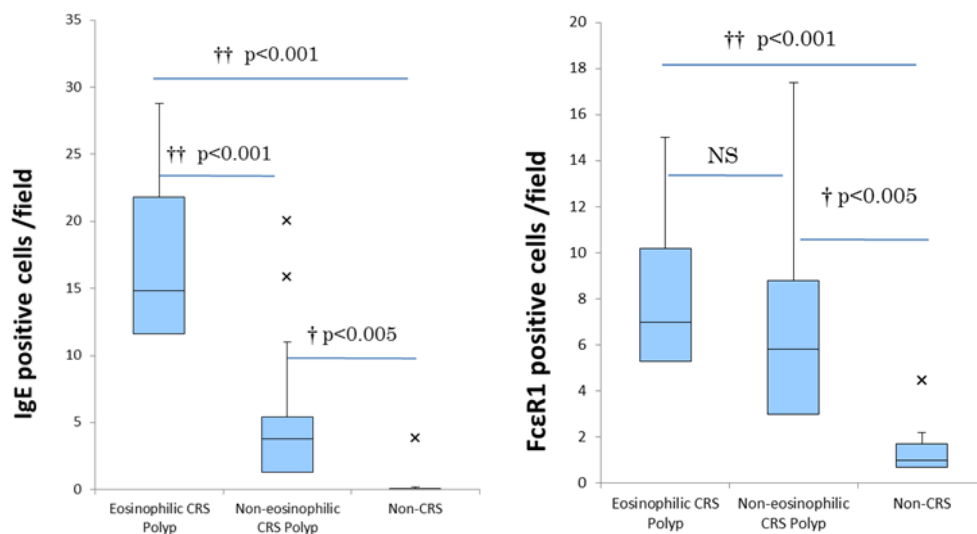 IgE positive cells /field
35
30
25
20
15
10
5
0
†† p<0.001
†† p<0.001
† p<0.005
×
×
×
Eosinophilic CRS
Polyp
Non-eosinophilic
CRS Polyp
Non-CRS
FcεR1 positive cells /field
20
18
16
14
12
10
8
6
4
2
0
†† p<0.001
NS
† p<0.005
×
Eosinophilic CRS
Polyp
Non-eosinophilic
CRS Polyp
Non-CRS